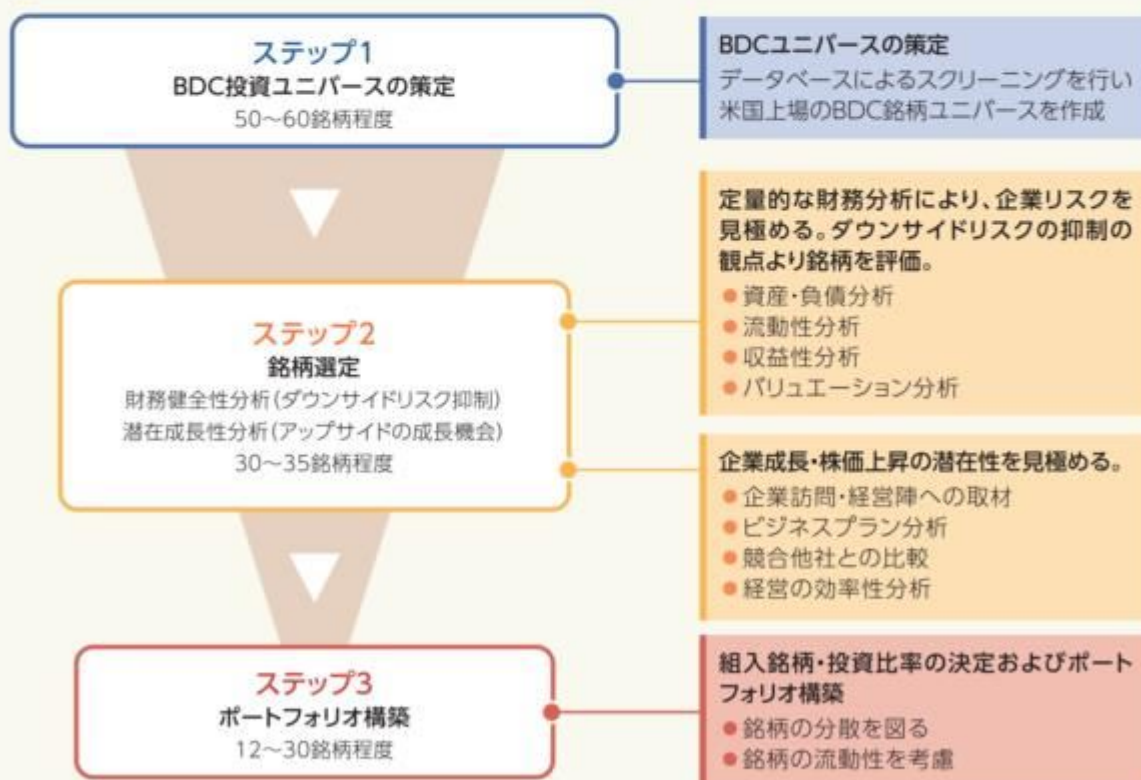 ステップ1
BDC投資ユニバースの策定
50〜60銘柄程度
BDCユニバースの策定
データベースによるスクリーニングを行い
米国上場のBDC銘柄ユニバースを作成
ステップ2
銘柄選定
財務健全性分析(ダウンサイドリスク抑制)
潜在成長性分析(アップサイドの成長機会)
30〜35銘柄程度
定量的な財務分析により、企業リスクを
見極める。ダウンサイドリスクの抑制の
観点より銘柄を評価。
●資産・負債分析
●流動性分析
●収益性分析
●バリュエーション分析
企業成長・株価上昇の潜在性を見極める。
●企業訪問・経営陣への取材
●ビジネスプラン分析
●競合他社との比較
●経営の効率性分析
ステップ3
ポートフォリオ構築
12〜30銘柄程度
組入銘柄・投資比率の決定およびポート
フォリオ構築
●銘柄の分散を図る
●銘柄の流動性を考慮